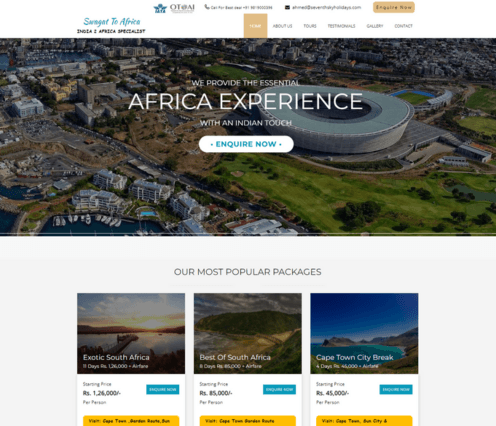 IATA OTOAI
Call For Best Deal
ahmed@seventhskyholidays.com
Enquire Now
Swagat To Africa
INDIA'S AFRICA SPECIALIST
HOME ABOUT US TOURS TESTIMONIALS GALLERY CONTACT
WE PROVIDE THE ESSENTIAL
AFRICA EXPERIENCE
WITH AN INDIAN TOUCH
• ENQUIRE NOW •
OUR MOST POPULAR PACKAGES
Exotic South Africa
11 Days Rs. 1,26,000 + Airfare
Starting Price
Rs. 1,26,000/-
Per Person
ENQUIRE NOW
Visit: Cape Town ,Garden Route,Sun
Best Of South Africa
8 Days Rs. 85,000 + Airfare
Starting Price
Rs. 85,000/-
Per Person
ENQUIRE NOW
Visit: Cape Town Garden Route
Cape Town City Break
4 Days Rs. 45,000 + Airfare
Starting Price
Rs. 45,000/-
Per Person
ENQUIRE NOW
Visit: Cape Town, Sun City &